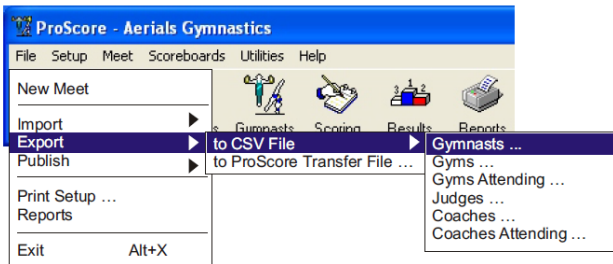 ProScore - Aerials Gymnastics
File Setup Meet Scoreboards Utilities Help
New Meet
Import
Export
Publish
Print Setup …
Reports
Exit Alt+X
Gymnasts Scoring Results Reports
to CSV File
to ProScore Transfer File …
Gymnasts ...
Gyms …
Gyms Attending …
Judges …
Coaches …
Coaches Attending …